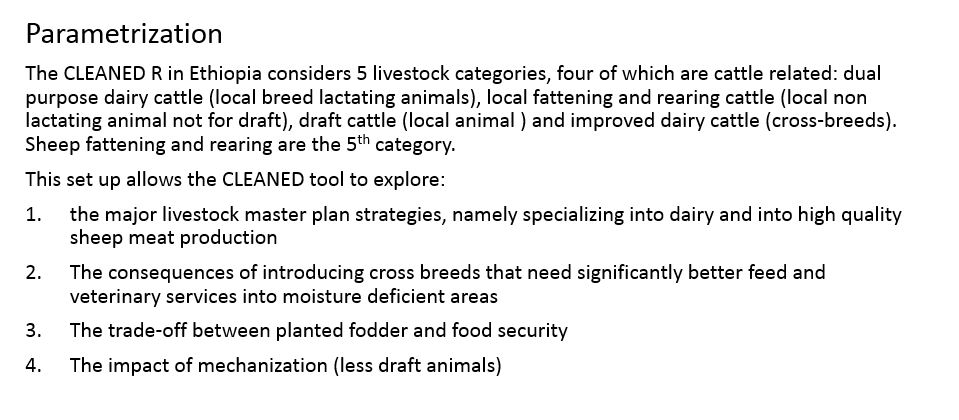 Parametrization
The CLEANED R in Ethiopia considers 5 livestock categories, four of which are cattle related: dual
purpose dairy cattle (local breed lactating animals), local fattening and rearing cattle (local non
lactating animal not for draft), draft cattle (local animal ) and improved dairy cattle (cross-breeds).
Sheep fattening and rearing are the 5th category.
This set up allows the CLEANED tool to explore:
1. the major livestock master plan strategies, namely specializing into dairy and into high quality
sheep meat production
2. The consequences of introducing cross breeds that need significantly better feed and
veterinary services into moisture deficient areas
3. The trade-off between planted fodder and food security
4. The impact of mechanization (less draft animals)